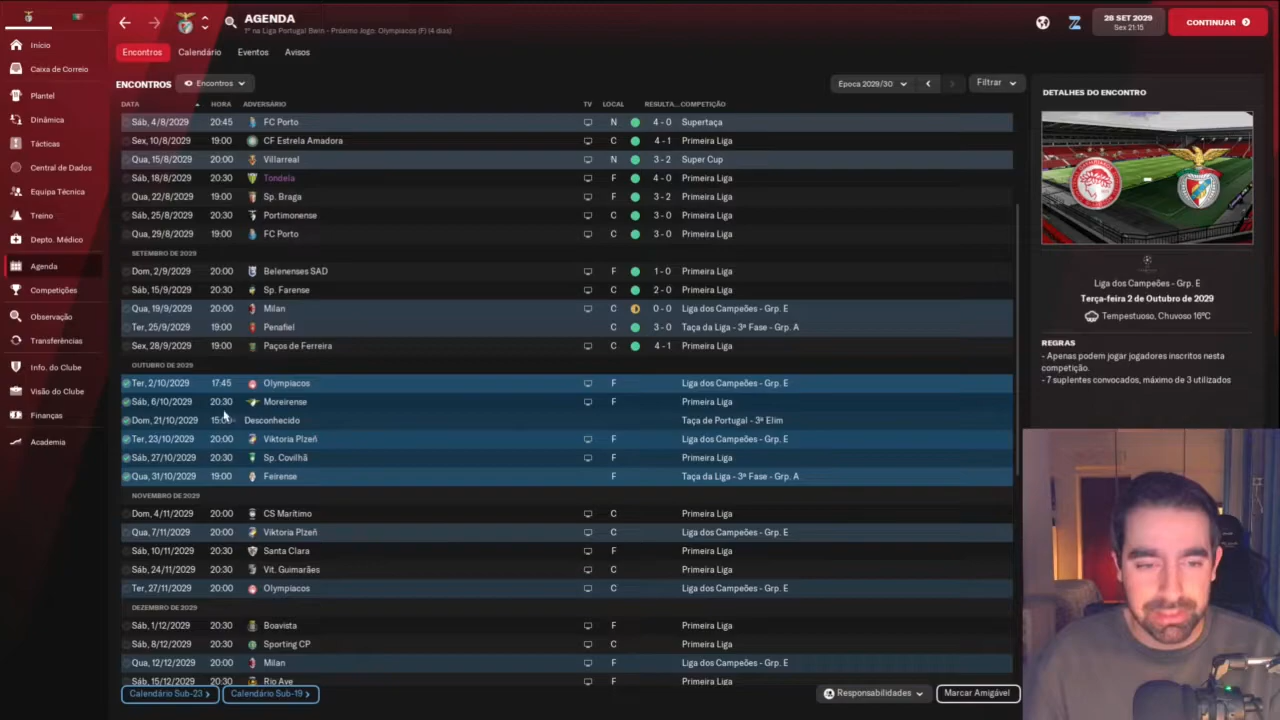 AGENDA
1º na Liga Portugal Bwin - Próximo Jogo: Olympiacos (F) (4 dias)
28 SET 2029
Sex 21:15
CONTINUAR
Início
Caixa de Correio
Plantel
Dinâmica
Tácticas
Central de Dados
Equipa Técnica
Treino
Depto. Médico
Agenda
Competições
Observação
Transferências
Info. do Clube
Visão do Clube
Finanças
Academia
Encontros Calendário Eventos Avisos
ENCONTROS Encontros Época 2029/30 Filtrar
DATA HORA ADVERSÁRIO TV LOCAL RESULTA... COMPETIÇÃO
Sáb, 4/8/2029 20:45 FC Porto N 4 - 0 Supertaça
Sex, 10/8/2029 19:00 CF Estrela Amadora C 4 - 1 Primeira Liga
Qua, 15/8/2029 20:00 Villarreal N 3 - 2 Super Cup
Sáb, 18/8/2029 20:30 Tondela F 4 - 0 Primeira Liga
Qua, 22/8/2029 19:00 Sp. Braga F 3 - 2 Primeira Liga
Sáb, 25/8/2029 20:30 Portimonense C 3 - 0 Primeira Liga
Qua, 29/8/2029 19:00 FC Porto C 3 - 0 Primeira Liga
SETEMBRO DE 2029
Dom, 2/9/2029 20:00 Belenenses SAD F 1 - 0 Primeira Liga
Sáb, 15/9/2029 20:30 Sp. Farense C 2 - 0 Primeira Liga
Qua, 19/9/2029 20:00 Milan C 0 - 0 Liga dos Campeões - Grp. E
Ter, 25/9/2029 19:00 Penafiel C 3 - 0 Taça da Liga - 3ª Fase - Grp. A
Sex, 28/9/2029 19:00 Paços de Ferreira C 4 - 1 Primeira Liga
OUTUBRO DE 2029
Ter, 2/10/2029 17:45 Olympiacos F Liga dos Campeões - Grp. E
Sáb, 6/10/2029 20:30 Moreirense F Primeira Liga
Dom, 21/10/2029 15:00 Desconhecido Taça de Portugal - 3ª Elim
Ter, 23/10/2029 20:00 Viktoria Plzeň F Liga dos Campeões - Grp. E
Sáb, 27/10/2029 20:30 Sp. Covilhã F Primeira Liga
Qua, 31/10/2029 19:00 Feirense F Taça da Liga - 3ª Fase - Grp. A
NOVEMBRO DE 2029
Dom, 4/11/2029 20:00 CS Marítimo C Primeira Liga
Qua, 7/11/2029 20:00 Viktoria Plzeň C Liga dos Campeões - Grp. E
Sáb, 10/11/2029 20:30 Santa Clara F Primeira Liga
Sáb, 24/11/2029 20:30 Vit. Guimarães C Primeira Liga
Ter, 27/11/2029 20:00 Olympiacos C Liga dos Campeões - Grp. E
DEZEMBRO DE 2029
Sáb, 1/12/2029 20:30 Boavista F Primeira Liga
Sáb, 8/12/2029 20:30 Sporting CP C Primeira Liga
Qua, 12/12/2029 20:00 Milan F Liga dos Campeões - Grp. E
Sáb, 15/12/2029 20:30 Rio Ave F Primeira Liga
Calendário Sub-23 Calendário Sub-19 Responsabilidades Marcar Amigável
DETALHES DO ENCONTRO
Liga dos Campeões - Grp. E
Terça-feira 2 de Outubro de 2029
Tempestuoso, Chuvoso 16ºC
REGRAS
- Apenas podem jogar jogadores inscritos nesta
competição.
- 7 suplentes convocados, máximo de 3 utilizados